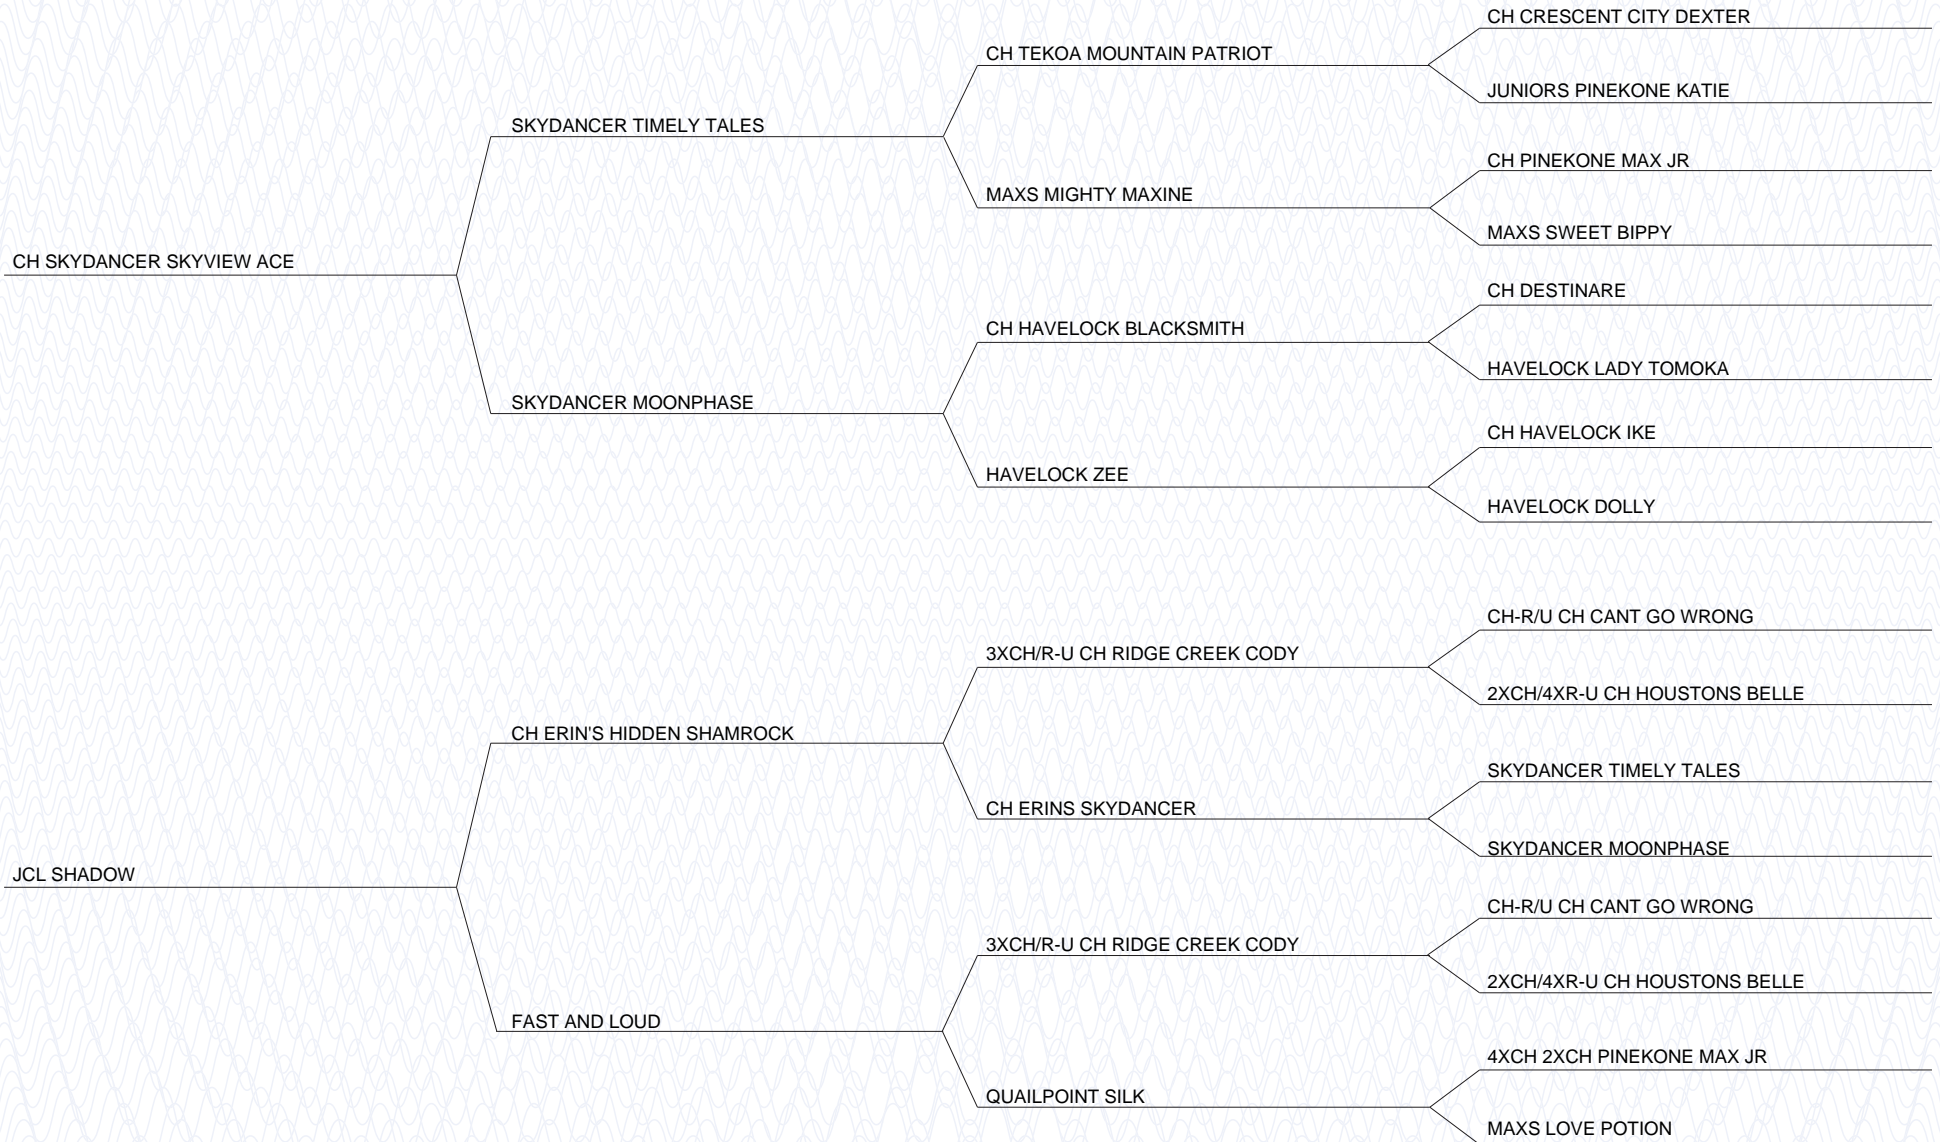 CH CRESCENT CITY DEXTER
CH TEKOA MOUNTAIN PATRIOT
JUNIORS PINEKONE KATIE
SKYDANCER TIMELY TALES
CH PINEKONE MAX JR
MAXS MIGHTY MAXINE
MAXS SWEET BIPPY
CH SKYDANCER SKYVIEW ACE
CH DESTINARE
CH HAVELOCK BLACKSMITH
HAVELOCK LADY TOMOKA
SKYDANCER MOONPHASE
CH HAVELOCK IKE
HAVELOCK ZEE
HAVELOCK DOLLY
CH-R/U CH CANT GO WRONG
3XCH/R-U CH RIDGE CREEK CODY
2XCH/4XR-U CH HOUSTONS BELLE
CH ERIN'S HIDDEN SHAMROCK
SKYDANCER TIMELY TALES
CH ERINS SKYDANCER
SKYDANCER MOONPHASE
JCL SHADOW
CH-R/U CH CANT GO WRONG
3XCH/R-U CH RIDGE CREEK CODY
2XCH/4XR-U CH HOUSTONS BELLE
FAST AND LOUD
4XCH 2XCH PINEKONE MAX JR
QUAILPOINT SILK
MAXS LOVE POTION